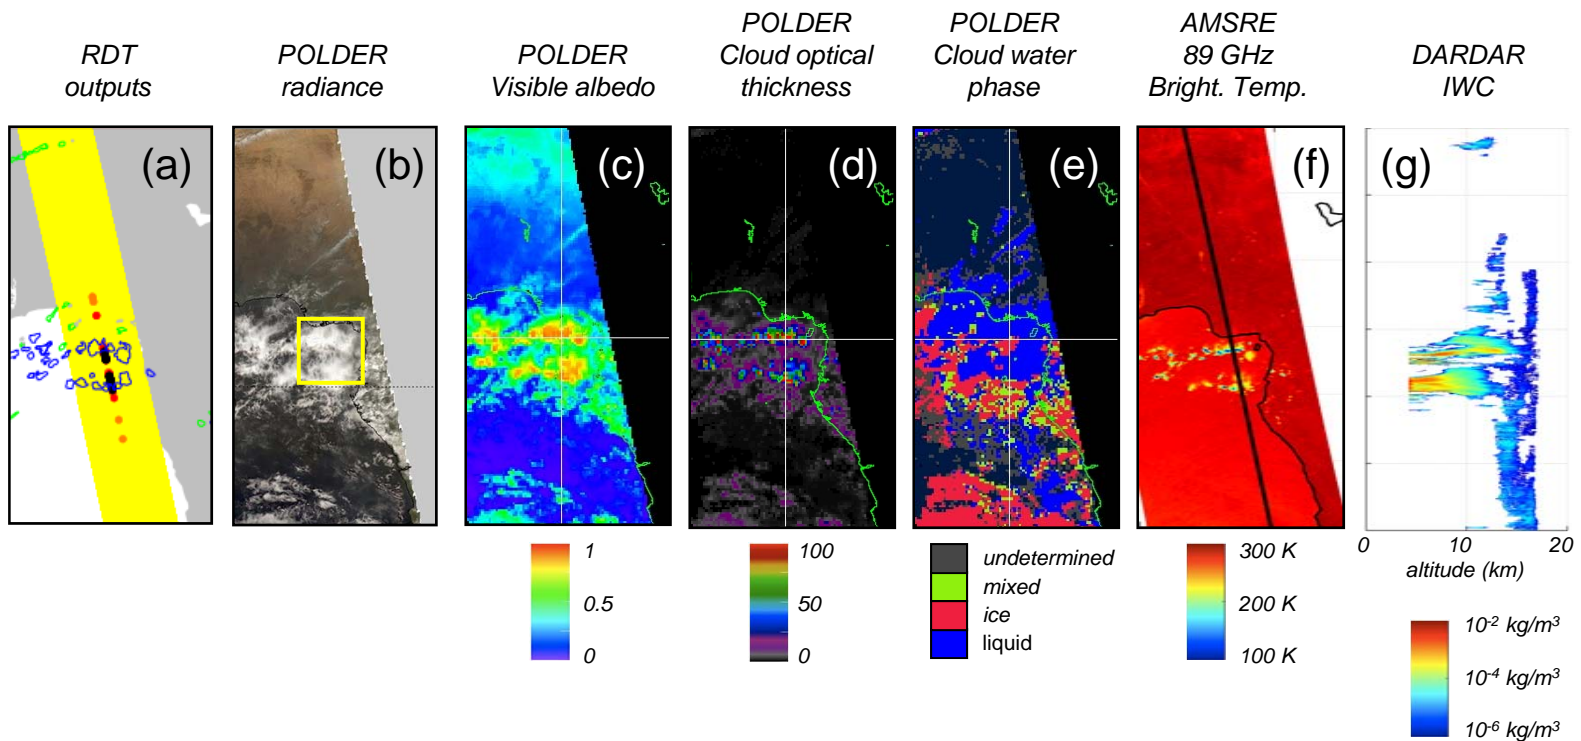 RDT
outputs
POLDER
radiance
POLDER
Visible albedo
POLDER
Cloud optical
thickness
POLDER
Cloud water
phase
AMSRE
89 GHz
Bright. Temp.
DARDAR
IWC
(a)
(b)
(c)
(d)
(e)
(f)
(g)
1
0.5
0
100
50
0
undetermined
mixed
ice
liquid
300 K
200 K
100 K
0
10
20
altitude (km)
10⁻² kg/m³
10⁻⁴ kg/m³
10⁻⁶ kg/m³